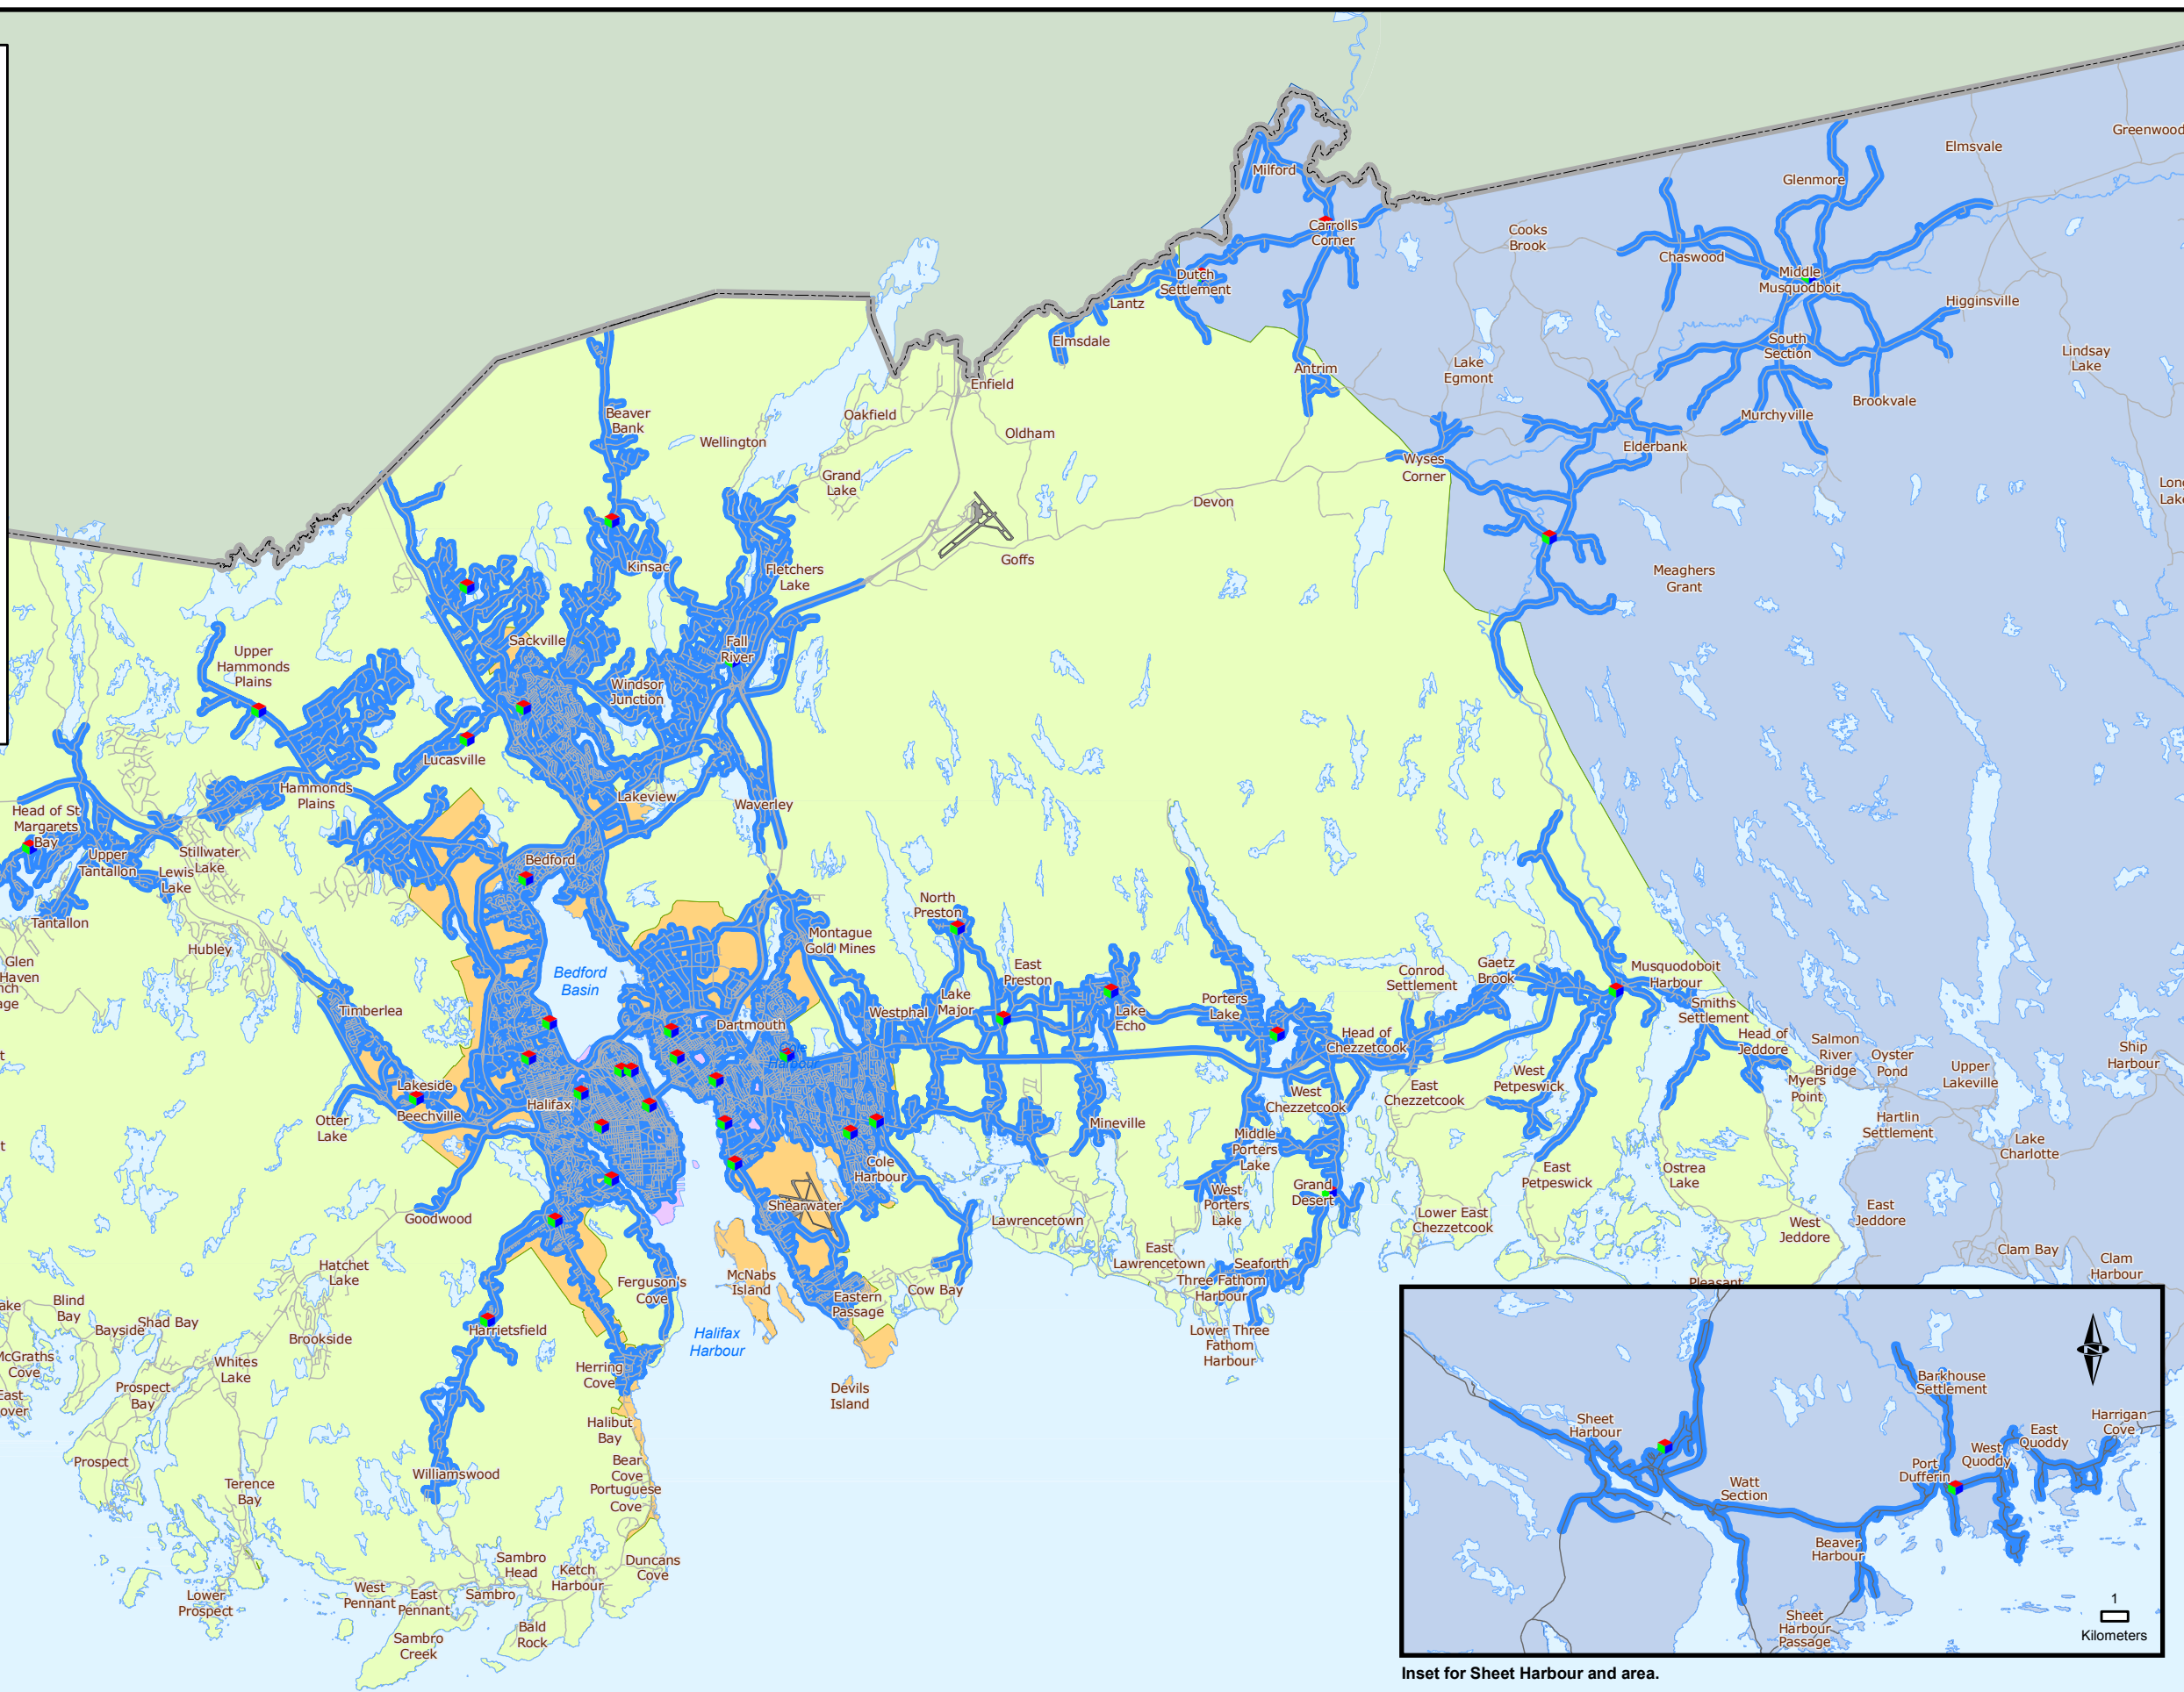 Greenwood
Elmsvale
Milford
Glenmore
Carrolls
Corner
Cooks
Brook
Chaswood
Dutch
Settlement
Middle
Musquodboit
Lantz
Higginsville
Elmsdale
South
Section
Lindsay
Lake
Antrim
Lake
Egmont
Enfield
Brookvale
Beaver
Bank
Oakfield
Murchyville
Wellington
Oldham
Elderbank
Wyses
Corner
Grand
Lake
Devon
Goffs
Kinsac
Fletchers
Lake
Meaghers
Grant
Sackville
Fall
River
Upper
Hammonds
Plains
Windsor
Junction
Lucasville
Hammonds
Plains
Lakeview
Waverley
Head of St
Margarets
Bay
Upper
Tantallon
Stillwater
Lake
Lewis
Lake
Bedford
Tantallon
North
Preston
Hubley
Montague
Gold Mines
Glen
Haven
Bedford
Basin
East
Preston
Conrod
Settlement
Gaetz
Brook
Musquodoboit
Harbour
Timberlea
Lake
Major
Westphal
Porters
Lake
Lake
Echo
Smiths
Settlement
Dartmouth
Head of
Chezzetcook
Head of
Jeddore
Salmon
River
Bridge
Oyster
Pond
Ship
Harbour
Cole
Harbour
Upper
Lakeville
West
Petpeswick
Myers
Point
Lakeside
Beechville
Halifax
East
Chezzetcook
West
Chezzetcook
Otter
Lake
Mineville
Hartlin
Settlement
Middle
Porters
Lake
Lake
Charlotte
Cole
Harbour
East
Petpeswick
Ostrea
Lake
Grand
Desert
West
Porters
Lake
Shearwater
Goodwood
Lawrencetown
Lower East
Chezzetcook
East
Jeddore
West
Jeddore
East
Lawrencetown
Clam Bay
Clam
Harbour
Hatchet
Lake
McNabs
Island
Ferguson's
Cove
Seaforth
Three Fathom
Harbour
Cow Bay
Eastern
Passage
Pleasant
Blind
Bay
Shad Bay
Bayside
Brookside
Harrietsfield
Halifax
Harbour
Lower Three
Fathom
Harbour
McGraths
Cove
Whites
Lake
Herring
Cove
Prospect
Bay
Devils
Island
East
Halibut
Bay
Prospect
Williamswood
Bear
Cove
Portuguese
Cove
Terence
Bay
Sambro
Head
Ketch
Harbour
Duncans
Cove
Lower
Prospect
West
Pennant
East
Pennant
Sambro
Bald
Rock
Sambro
Creek
Barkhouse
Settlement
Sheet
Harbour
East
Quoddy
Harrigan
Cove
West
Quoddy
Port
Dufferin
Watt
Section
Beaver
Harbour
Sheet
Harbour
Passage
N
1
Kilometers
Inset for Sheet Harbour and area.